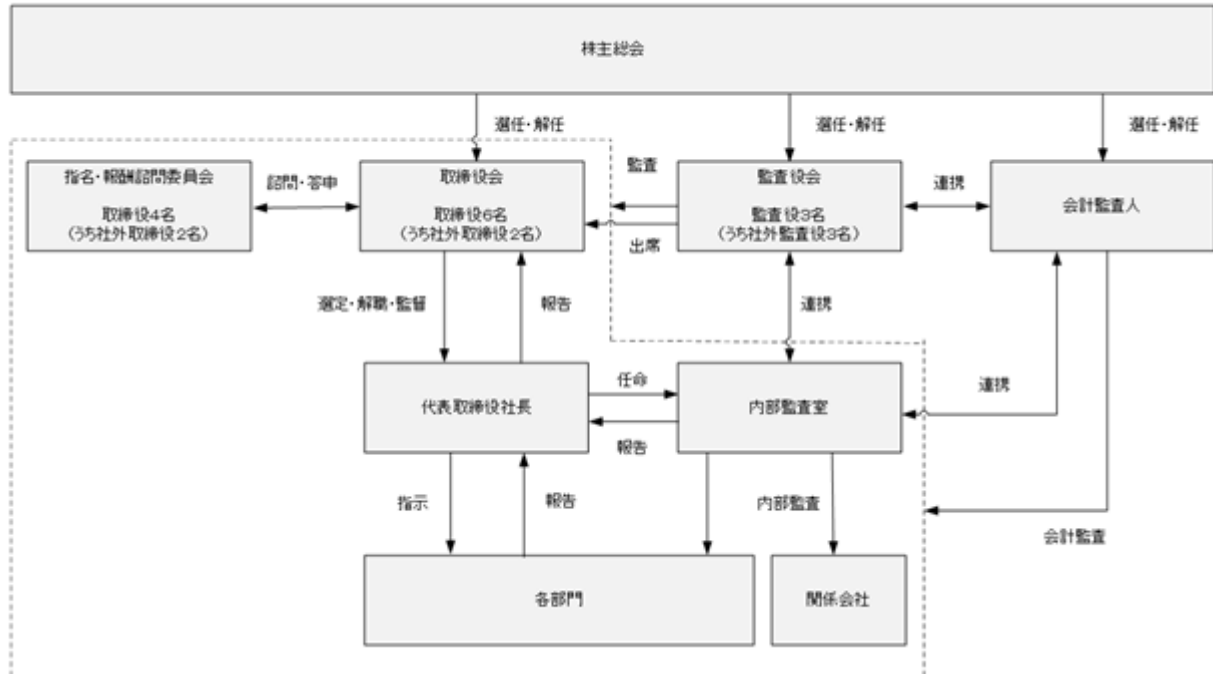 株主総会
選任・解任
選任・解任
選任・解任
指名・報酬諮問委員会
取締役4名
(うち社外取締役2名)
諮問・答申
取締役会
取締役6名
(うち社外取締役2名)
監査
出席
監査役会
監査役3名
(うち社外監査役3名)
連携
会計監査人
選定・解職・監督
報告
連携
代表取締役社長
任命
報告
内部監査室
連携
指示
報告
内部監査
会計監査
各部門
関係会社